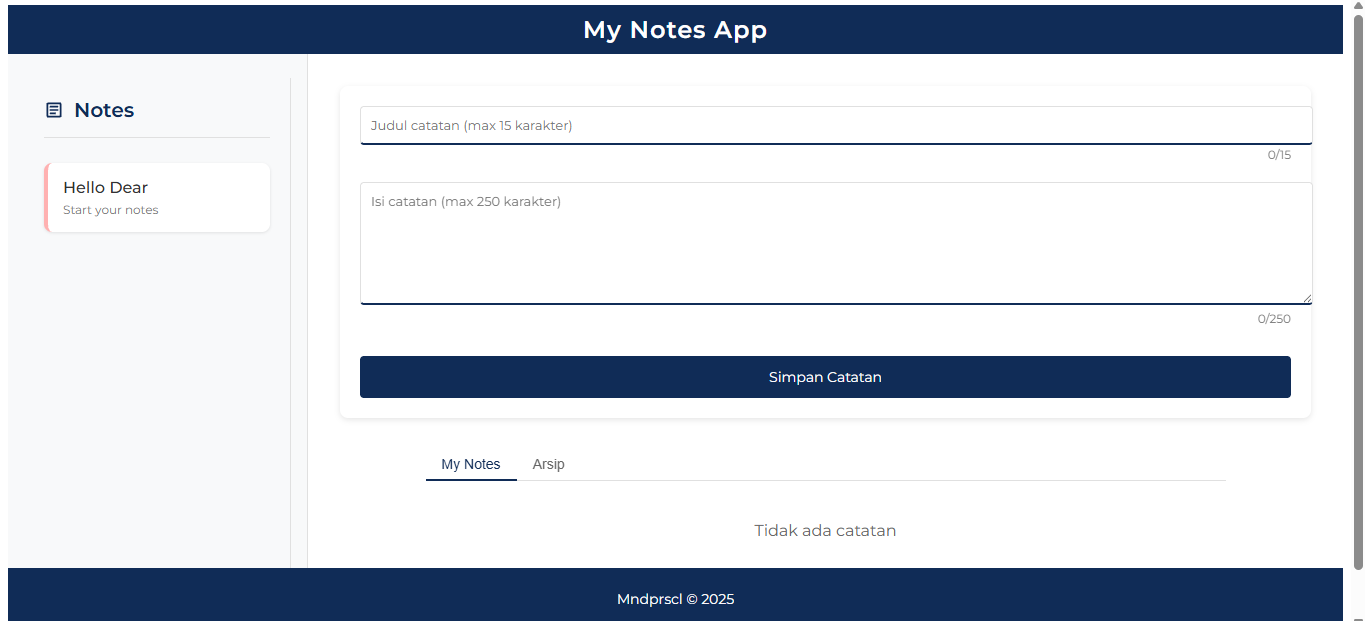 My Notes App
Notes
Hello Dear
Start your notes
Judul catatan (max 15 karakter)
0/15
Isi catatan (max 250 karakter)
0/250
Simpan Catatan
My Notes
Arsip
Tidak ada catatan
Mndprscl © 2025